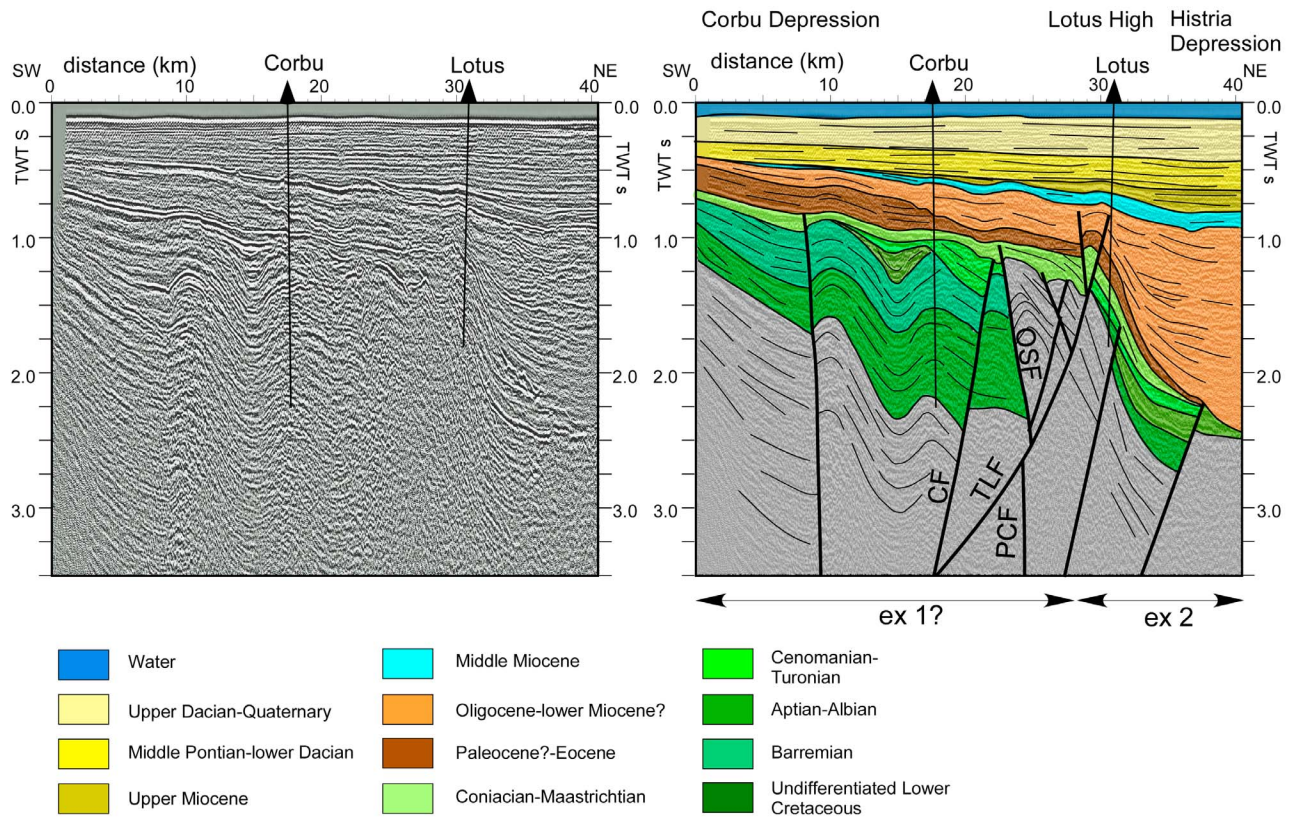 Corbu Depression
Lotus High
Histria
Depression
SW
distance (km)
Corbu
Lotus
NE
0
10
20
30
40
0.0
1.0
2.0
3.0
TWT s
0.0
1.0
2.0
3.0
TWT s
SW
distance (km)
Corbu
Lotus
NE
0
10
20
30
40
0.0
1.0
2.0
3.0
TWT s
0.0
1.0
2.0
3.0
TWT s
OSF
CF
TLF
PCF
ex 1?
ex 2
Water
Upper Dacian-Quaternary
Middle Pontian-lower Dacian
Upper Miocene
Middle Miocene
Oligocene-lower Miocene?
Paleocene?-Eocene
Coniacian-Maastrichtian
Cenomanian-
Turonian
Aptian-Albian
Barremian
Undifferentiated Lower
Cretaceous